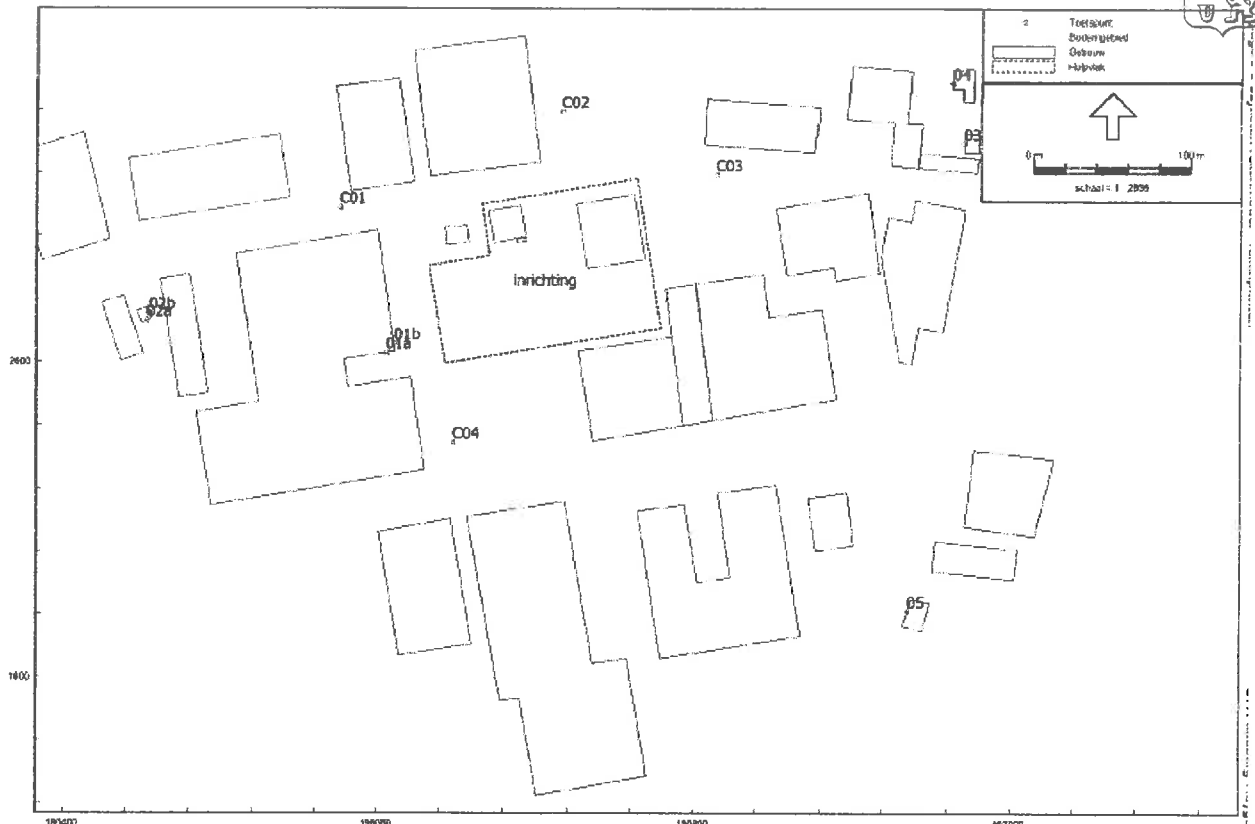 Toetspunt
Bodemgebied
Gebouw
Hulpvlak
0 m 100 m
04
03
C02
C03
C01
Inrichting
02b
02a
01b
01a
C04
05